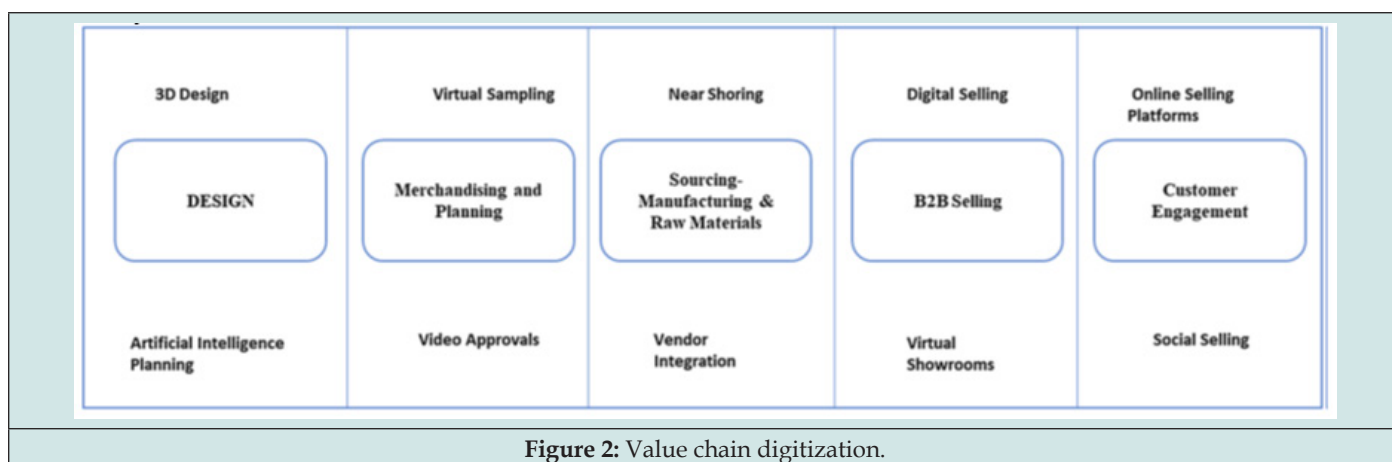 3D Design
Virtual Sampling
Near Shoring
Digital Selling
Online Selling
Platforms
DESIGN
Merchandising and
Planning
Sourcing-
Manufacturing &
Raw Materials
B2B Selling
Customer
Engagement
Artificial Intelligence
Planning
Video Approvals
Vendor
Integration
Virtual
Showrooms
Social Selling
Figure 2: Value chain digitization.